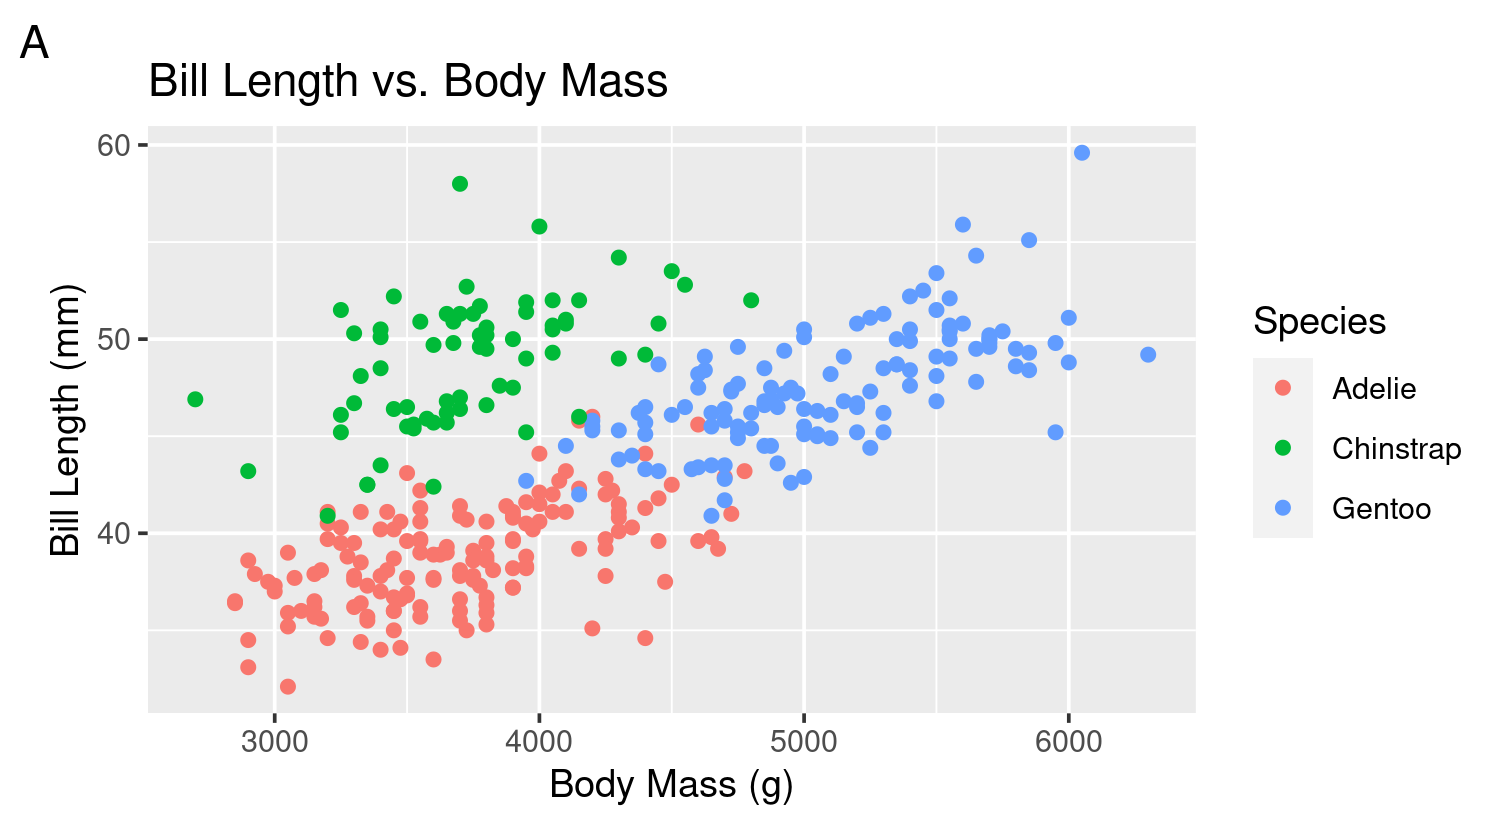 A
Bill Length vs. Body Mass
60
50
40
Bill Length (mm)
3000 4000 5000 6000
Body Mass (g)
Species
Adelie
Chinstrap
Gentoo